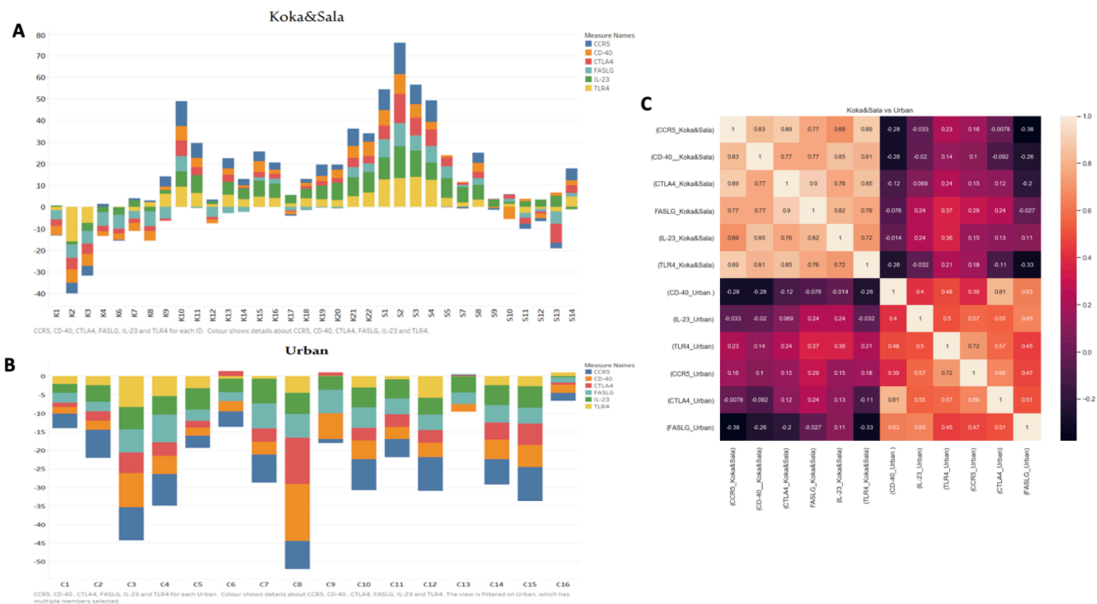 Koka&Sala
A
Measure Names
CCR5
CD-40
CTLA4
FASLG
IL-23
TLR4
80
70
60
50
40
30
20
10
0
-10
-20
-30
-40
K1 K2 K3 K4 K6 K7 K8 K9 K10 K11 K12 K13 K14 K15 K16 K17 K18 K19 K20 K21 K22 S1 S2 S3 S4 S5 S7 S8 S9 S10 S11 S12 S13 S14
CCR5, CD-40, CTLA4, FASLG, IL-23 and TLR4 for each ID. Colour shows details about CCR5, CD-40, CTLA4, FASLG, IL-23 and TLR4.
Urban
B
Measure Names
CCR5
CD-40
CTLA4
FASLG
IL-23
TLR4
0
-5
-10
-15
-20
-25
-30
-35
-40
-45
-50
C1 C2 C3 C4 C5 C6 C7 C8 C9 C10 C11 C12 C13 C14 C15 C16
CCR5, CD-40 , CTLA4, FASLG, IL-23 and TLR4 for each Urban. Colour shows details about CCR5, CD-40 , CTLA4, FASLG, IL-23 and TLR4. The view is filtered on Urban, which has
multiple members selected.
C
Koka&Sala vs Urban
(CCR5_Koka&Sala) 1 0.83 0.89 0.77 0.69 0.89 -0.28 -0.033 0.23 0.16 -0.0078 -0.38
(CD-40__Koka&Sala) 0.83 1 0.77 0.77 0.85 0.81 -0.28 -0.02 0.14 0.1 -0.092 -0.26
(CTLA4_Koka&Sala) 0.89 0.77 1 0.9 0.76 0.85 -0.12 0.069 0.24 0.15 0.12 -0.2
FASLG_Koka&Sala) 0.77 0.77 0.9 1 0.82 0.76 -0.076 0.24 0.37 0.29 0.24 -0.027
(IL-23_Koka&Sala) 0.69 0.85 0.76 0.82 1 0.72 -0.014 0.24 0.36 0.15 0.13 0.11
(TLR4_Koka&Sala) 0.89 0.81 0.85 0.76 0.72 1 -0.26 -0.032 0.21 0.18 -0.11 -0.33
(CD-40_Urban ) -0.28 -0.28 -0.12 -0.076 -0.014 -0.26 1 0.4 0.48 0.39 0.81 0.63
(IL-23_Urban) -0.033 -0.02 0.069 0.24 0.24 -0.032 0.4 1 0.5 0.57 0.55 0.65
(TLR4_Urban) 0.23 0.14 0.24 0.37 0.36 0.21 0.48 0.5 1 0.72 0.57 0.45
(CCR5_Urban) 0.16 0.1 0.15 0.29 0.15 0.18 0.39 0.57 0.72 1 0.47
(CTLA4_Urban) -0.0078 -0.092 0.12 0.24 0.13 -0.11 0.81 0.55 0.57 1 0.51
(FASLG_Urban) -0.38 -0.26 -0.2 -0.027 0.11 -0.33 0.63 0.65 0.45 0.47 0.51 1
(CCR5_Koka&Sala) (CD-40__Koka&Sala) (CTLA4_Koka&Sala) FASLG_Koka&Sala) (IL-23_Koka&Sala) (TLR4_Koka&Sala) (CD-40_Urban ) (IL-23_Urban) (TLR4_Urban) (CCR5_Urban) (CTLA4_Urban) (FASLG_Urban)
1.0
0.8
0.6
0.4
0.2
0.0
-0.2